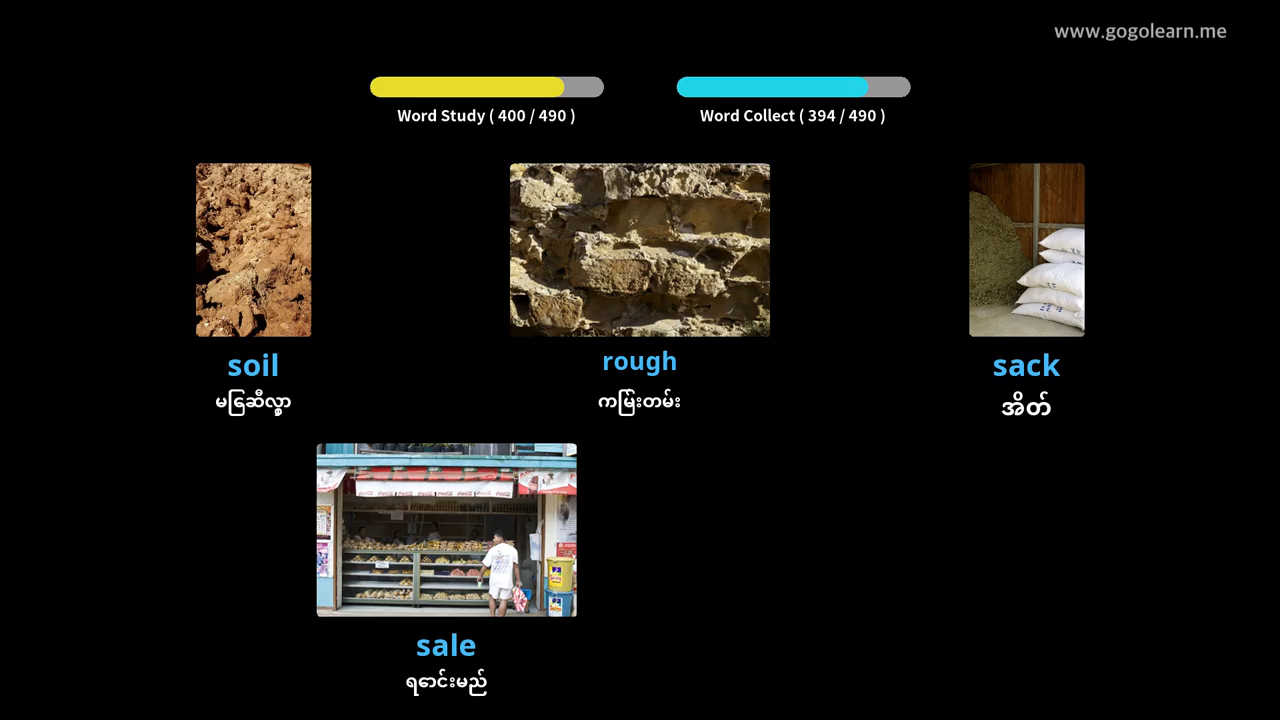 www.gogolearn.me
Word Study ( 400 / 490 )
Word Collect ( 394 / 490 )
soil
မြေဆီလွှာ
rough
ကြမ်းတမ်း
sack
အိတ်
sale
ရောင်းမည်